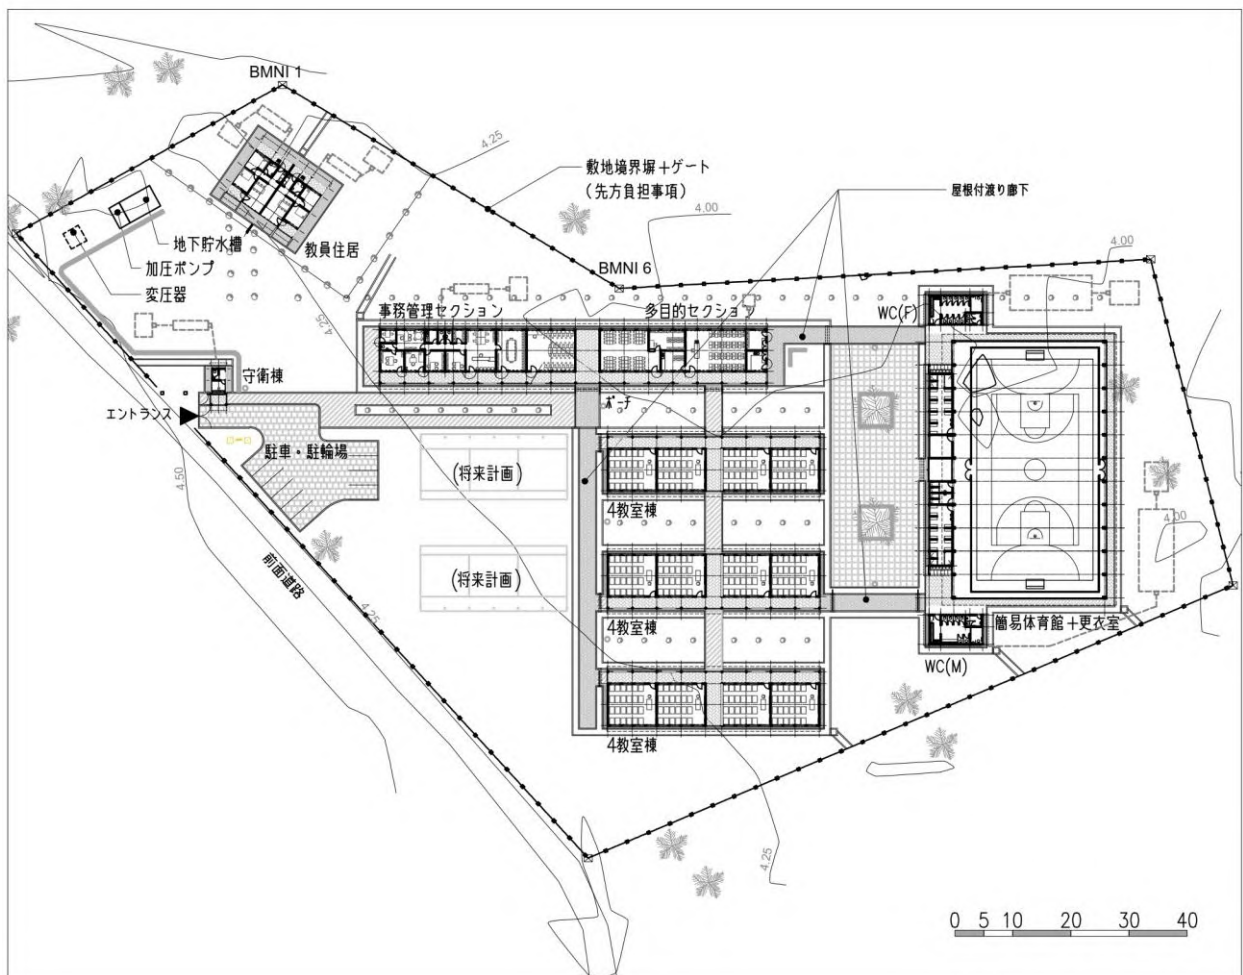 BMNI 1
4.25
敷地境界塀+ゲート
(先方負担事項)
屋根付渡り廊下
4.00
4.00
地下貯水槽
教員住居
加圧ポンプ
BMNI 6
変圧器
4.25
事務管理セクション
多目的セクション
WC(F)
守衛棟
エントランス
ポーチ
駐車・駐輪場
(将来計画)
4.50
4教室棟
4.00
前面道路
(将来計画)
4.25
4教室棟
簡易体育館+更衣室
WC(M)
4教室棟
4.25
0 5 10 20 30 40